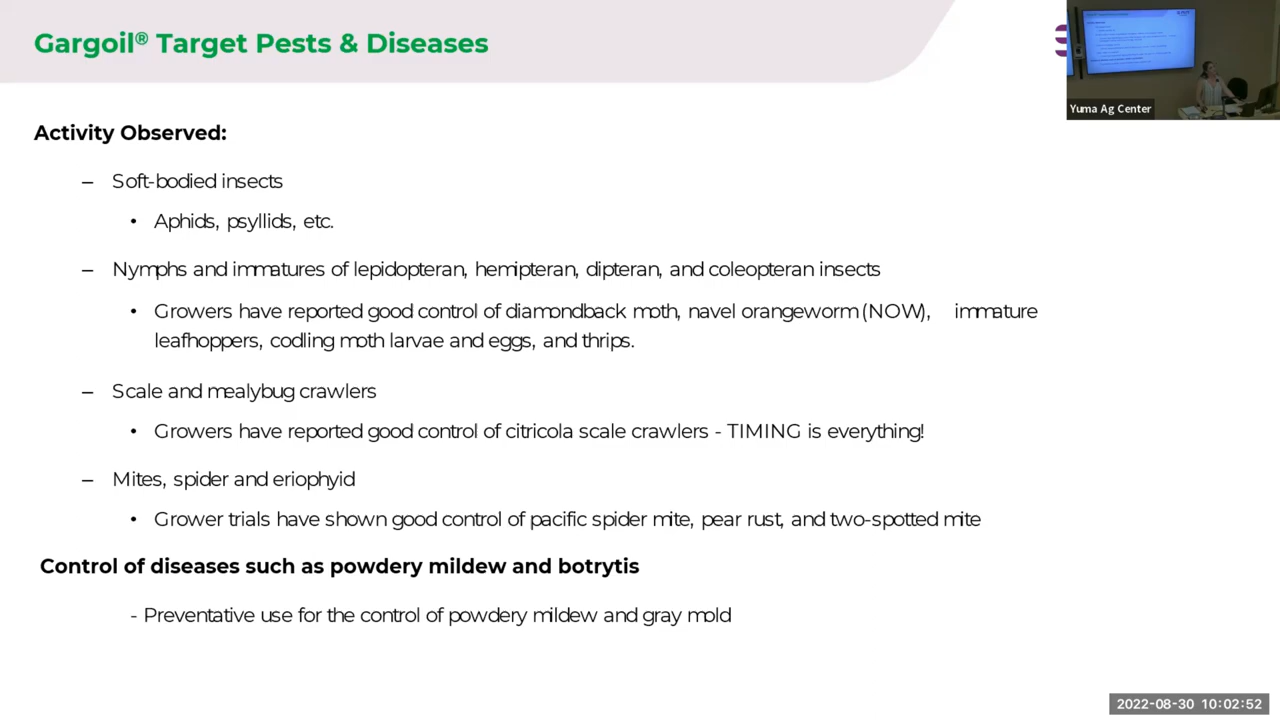 Gargoil® Target Pests & Diseases
Yuma Ag Center
Activity Observed:
– Soft-bodied insects
• Aphids, psyllids, etc.
– Nymphs and immatures of lepidopteran, hemipteran, dipteran, and coleopteran insects
• Growers have reported good control of diamondback moth, navel orangeworm (NOW), immature
leafhoppers, codling moth larvae and eggs, and thrips.
– Scale and mealybug crawlers
• Growers have reported good control of citricola scale crawlers - TIMING is everything!
– Mites, spider and eriophyid
• Grower trials have shown good control of pacific spider mite, pear rust, and two-spotted mite
Control of diseases such as powdery mildew and botrytis
- Preventative use for the control of powdery mildew and gray mold
2022-08-30 10:02:52